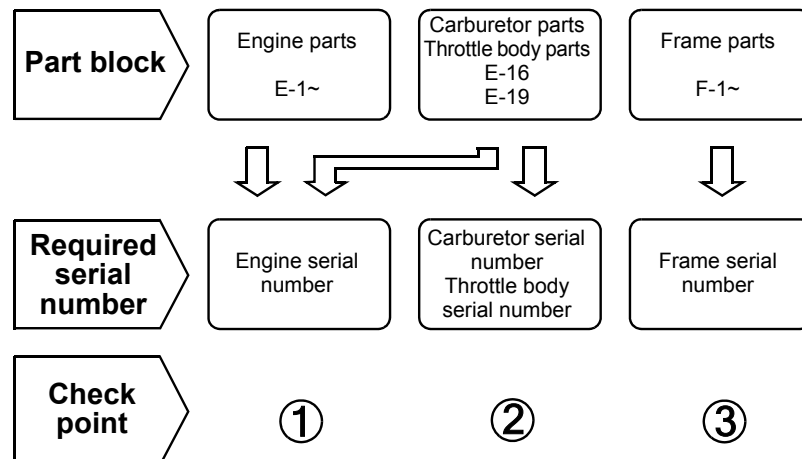 Part block
Engine parts
E-1~
Carburetor parts
Throttle body parts
E-16
E-19
Frame parts
F-1~
Required
serial
number
Engine serial
number
Carburetor serial
number
Throttle body
serial number
Frame serial
number
Check
point
①
②
③